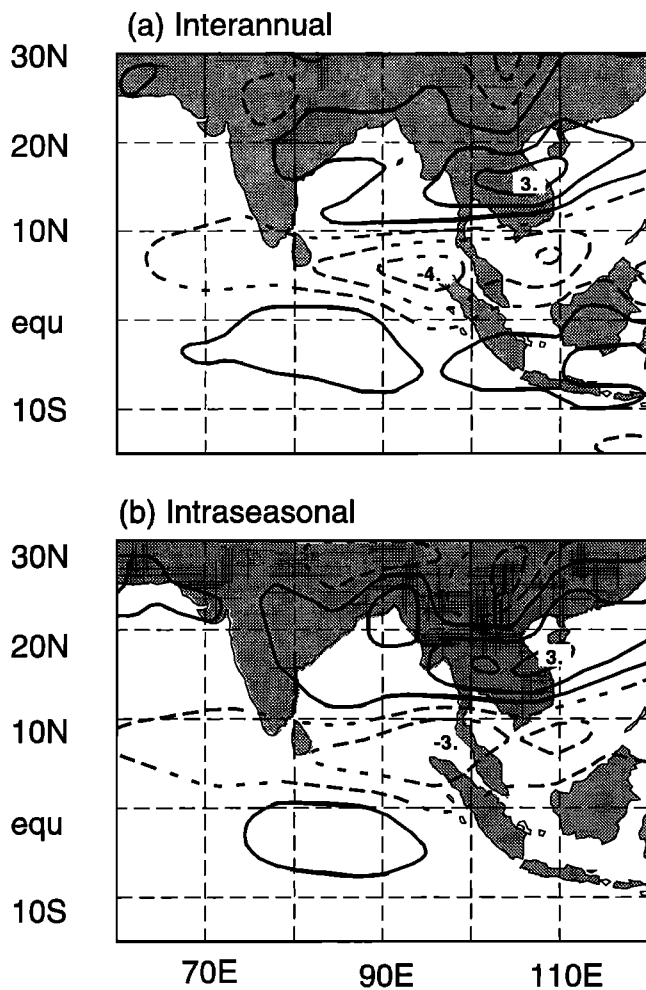 (a) Interannual
30N
20N
3.
10N
-4.
equ
10S
(b) Intraseasonal
30N
20N
3.
10N
-3.
equ
10S
70E 90E 110E